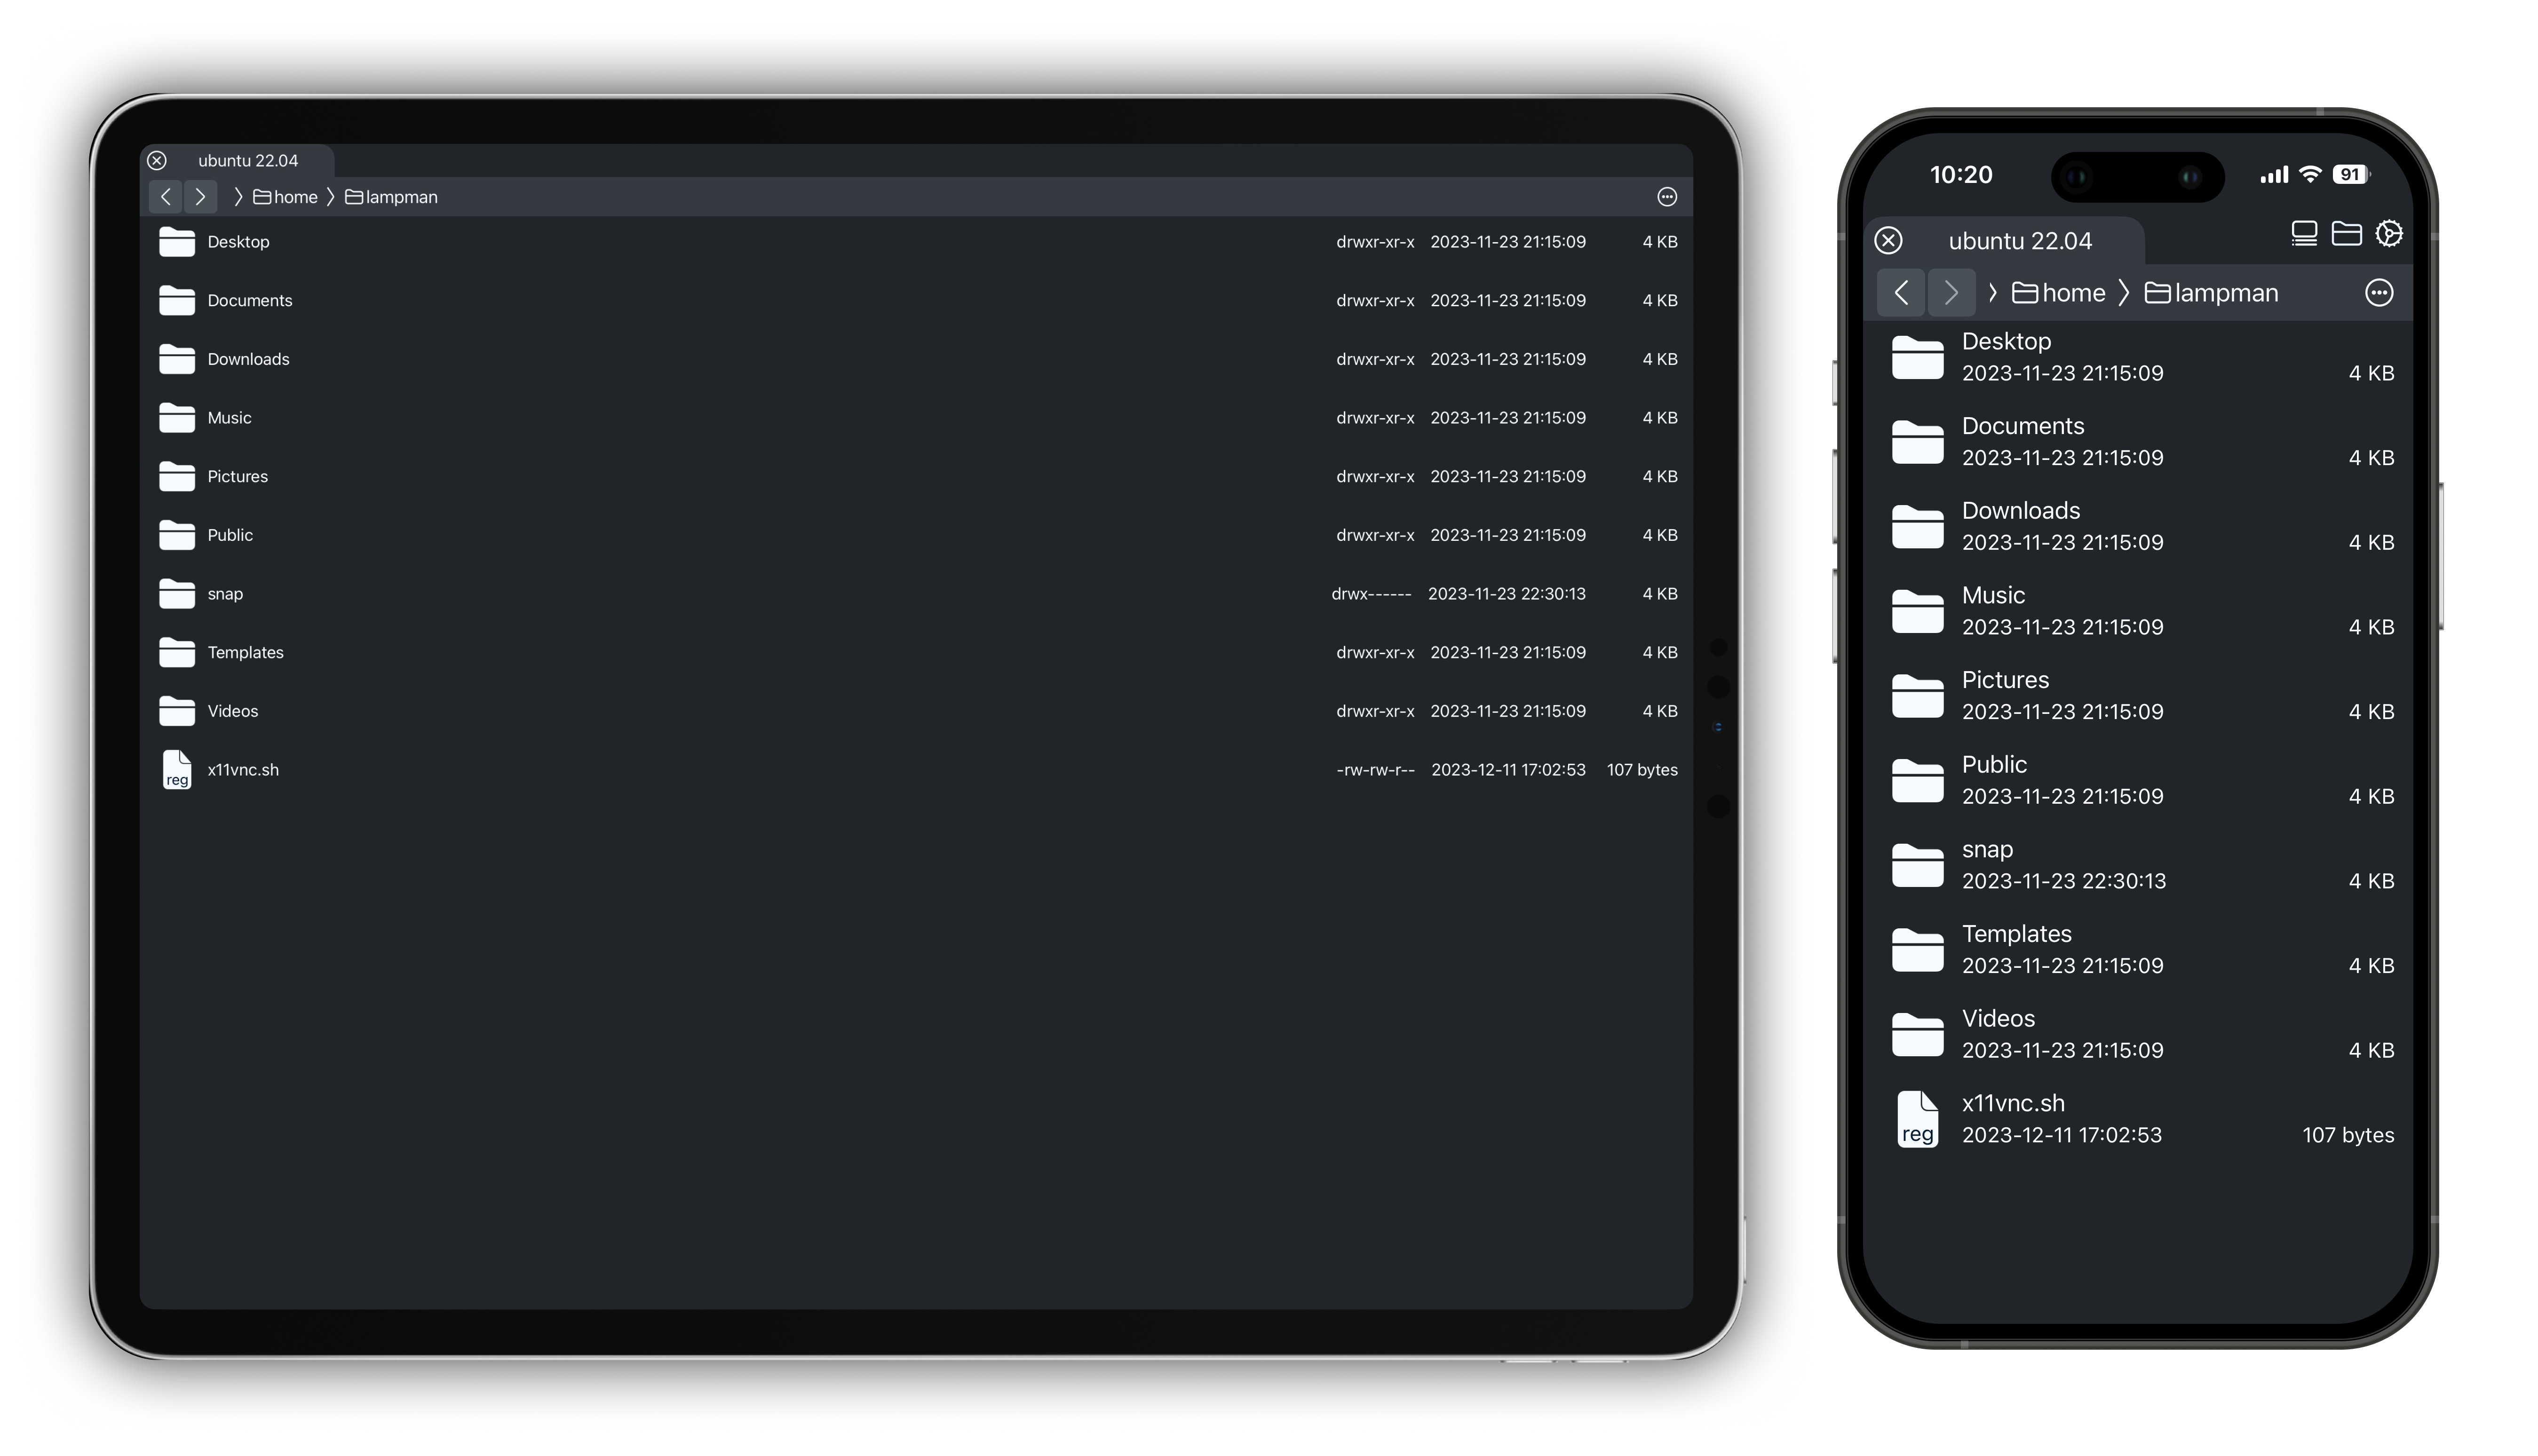 ubuntu 22.04
home lampman
Desktop drwxr-xr-x 2023-11-23 21:15:09 4 KB
Documents drwxr-xr-x 2023-11-23 21:15:09 4 KB
Downloads drwxr-xr-x 2023-11-23 21:15:09 4 KB
Music drwxr-xr-x 2023-11-23 21:15:09 4 KB
Pictures drwxr-xr-x 2023-11-23 21:15:09 4 KB
Public drwxr-xr-x 2023-11-23 21:15:09 4 KB
snap drwx------ 2023-11-23 22:30:13 4 KB
Templates drwxr-xr-x 2023-11-23 21:15:09 4 KB
Videos drwxr-xr-x 2023-11-23 21:15:09 4 KB
reg x11vnc.sh -rw-rw-r-- 2023-12-11 17:02:53 107 bytes
10:20 91
ubuntu 22.04
home lampman
Desktop
2023-11-23 21:15:09 4 KB
Documents
2023-11-23 21:15:09 4 KB
Downloads
2023-11-23 21:15:09 4 KB
Music
2023-11-23 21:15:09 4 KB
Pictures
2023-11-23 21:15:09 4 KB
Public
2023-11-23 21:15:09 4 KB
snap
2023-11-23 22:30:13 4 KB
Templates
2023-11-23 21:15:09 4 KB
Videos
2023-11-23 21:15:09 4 KB
x11vnc.sh
reg 2023-12-11 17:02:53 107 bytes